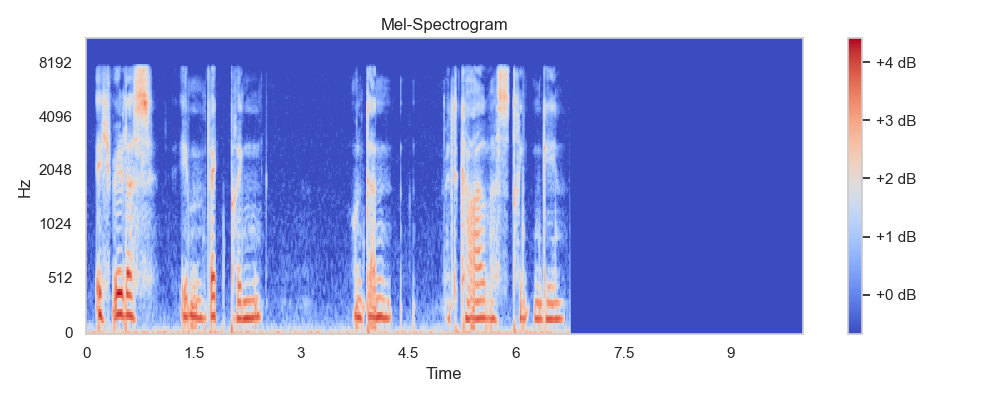 Mel-Spectrogram
8192
4096
2048
1024
512
0
Hz
0 1.5 3 4.5 6 7.5 9
Time
+4 dB
+3 dB
+2 dB
+1 dB
+0 dB